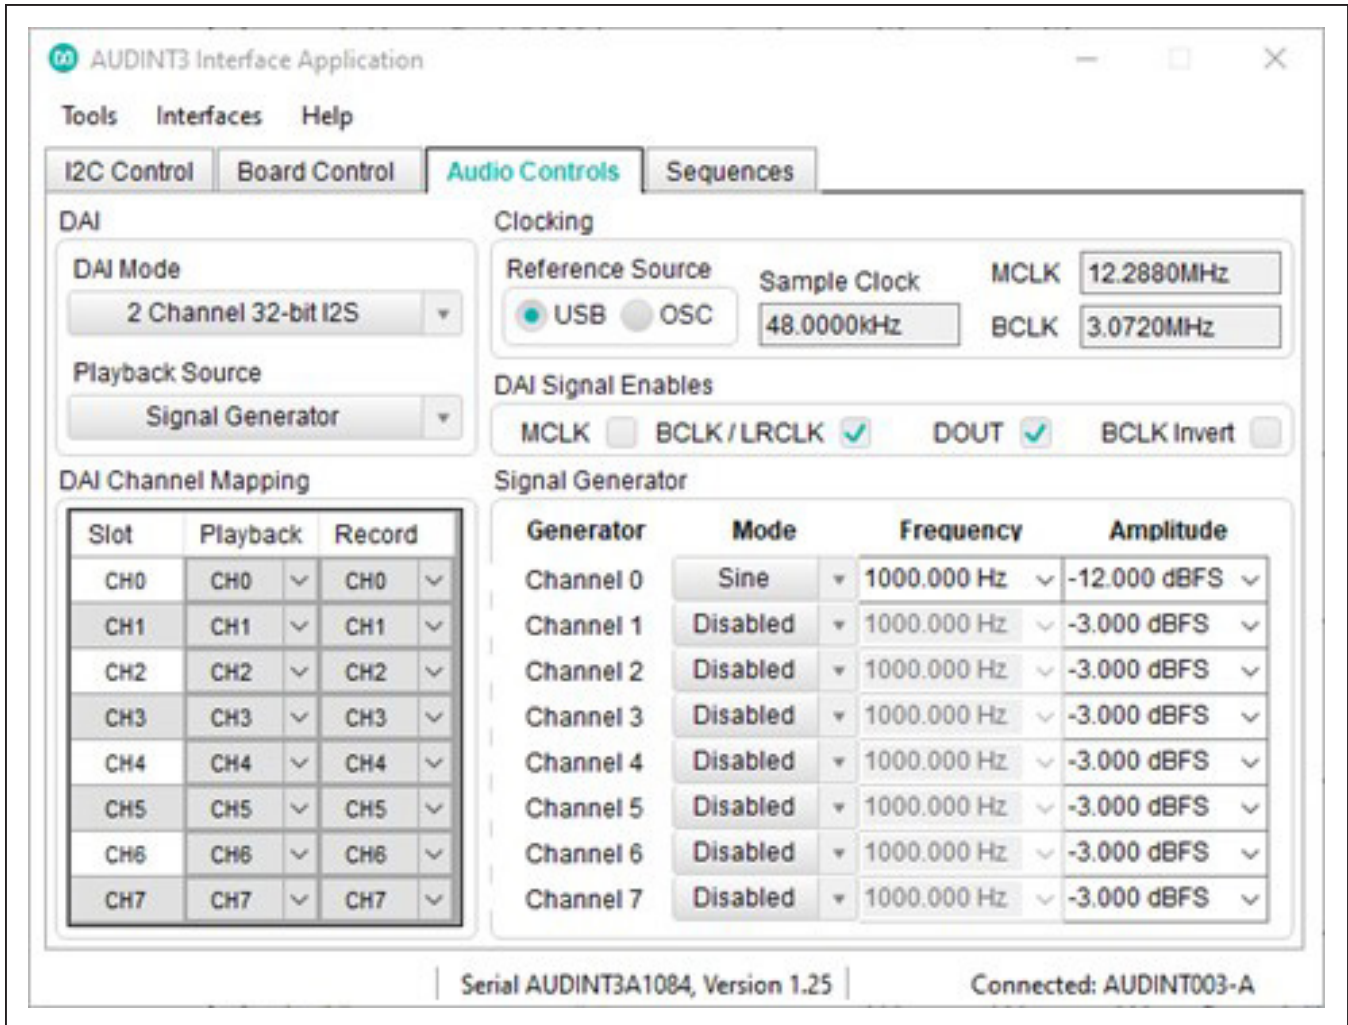 AUDINT3 Interface Application
Tools Interfaces Help
I2C Control Board Control Audio Controls Sequences
DAI
DAI Mode
2 Channel 32-bit I2S
Playback Source
Signal Generator
Clocking
Reference Source
USB OSC
Sample Clock
48.0000kHz
MCLK 12.2880MHz
BCLK 3.0720MHz
DAI Signal Enables
MCLK BCLK / LRCLK DOUT BCLK Invert
DAI Channel Mapping
Slot Playback Record
CH0 CH0 CH0
CH1 CH1 CH1
CH2 CH2 CH2
CH3 CH3 CH3
CH4 CH4 CH4
CH5 CH5 CH5
CH6 CH6 CH6
CH7 CH7 CH7
Signal Generator
Generator Mode Frequency Amplitude
Channel 0 Sine 1000.000 Hz -12.000 dBFS
Channel 1 Disabled 1000.000 Hz -3.000 dBFS
Channel 2 Disabled 1000.000 Hz -3.000 dBFS
Channel 3 Disabled 1000.000 Hz -3.000 dBFS
Channel 4 Disabled 1000.000 Hz -3.000 dBFS
Channel 5 Disabled 1000.000 Hz -3.000 dBFS
Channel 6 Disabled 1000.000 Hz -3.000 dBFS
Channel 7 Disabled 1000.000 Hz -3.000 dBFS
Serial AUDINT3A1084, Version 1.25
Connected: AUDINT003-A